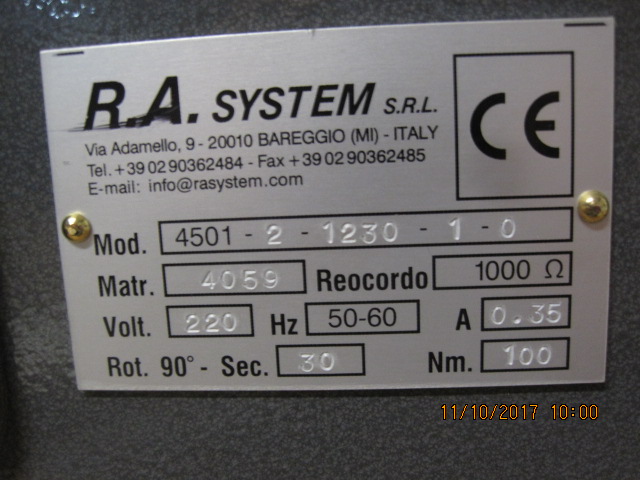 R.A. SYSTEM S.R.L.
Via Adamello, 9 - 20010 BAREGGIO (MI) - ITALY
Tel. +39 02 90362484 - Fax +39 02 90362485
E-mail: info@rasystem.com
CE
Mod. 4501 - 2 - 1230 - 1 - 0
Matr. 4059 Reocordo 1000 Ω
Volt. 220 Hz 50-60 A 0.35
Rot. 90° - Sec. 30 Nm. 100
11/10/2017 10:00